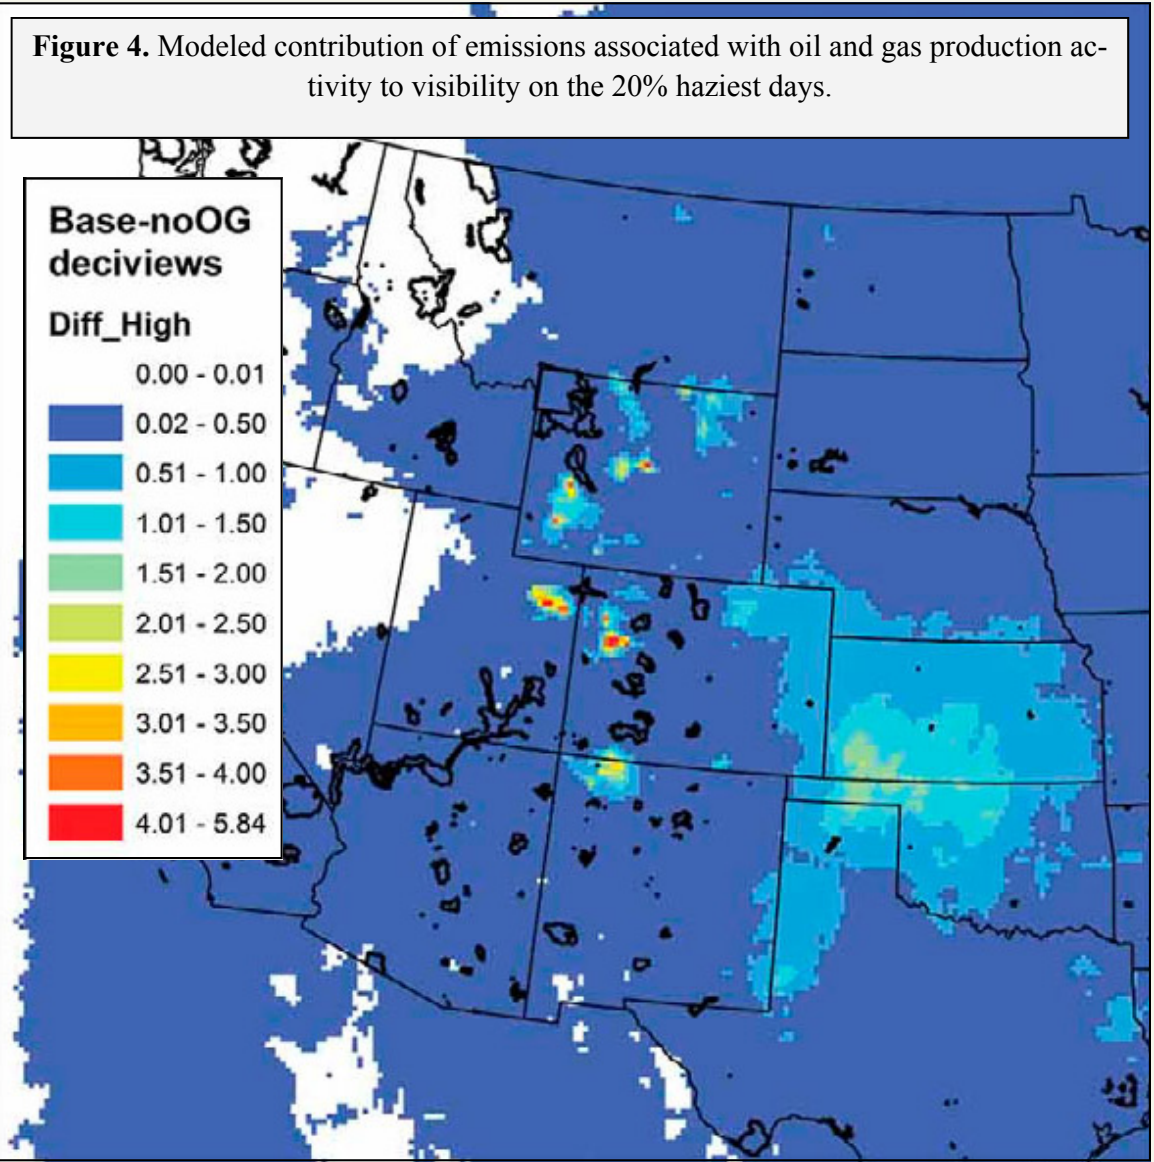 Figure 4. Modeled contribution of emissions associated with oil and gas production ac-
tivity to visibility on the 20% haziest days.
Base-noOG
deciviews
Diff_High
0.00 - 0.01
0.02 - 0.50
0.51 - 1.00
1.01 - 1.50
1.51 - 2.00
2.01 - 2.50
2.51 - 3.00
3.01 - 3.50
3.51 - 4.00
4.01 - 5.84